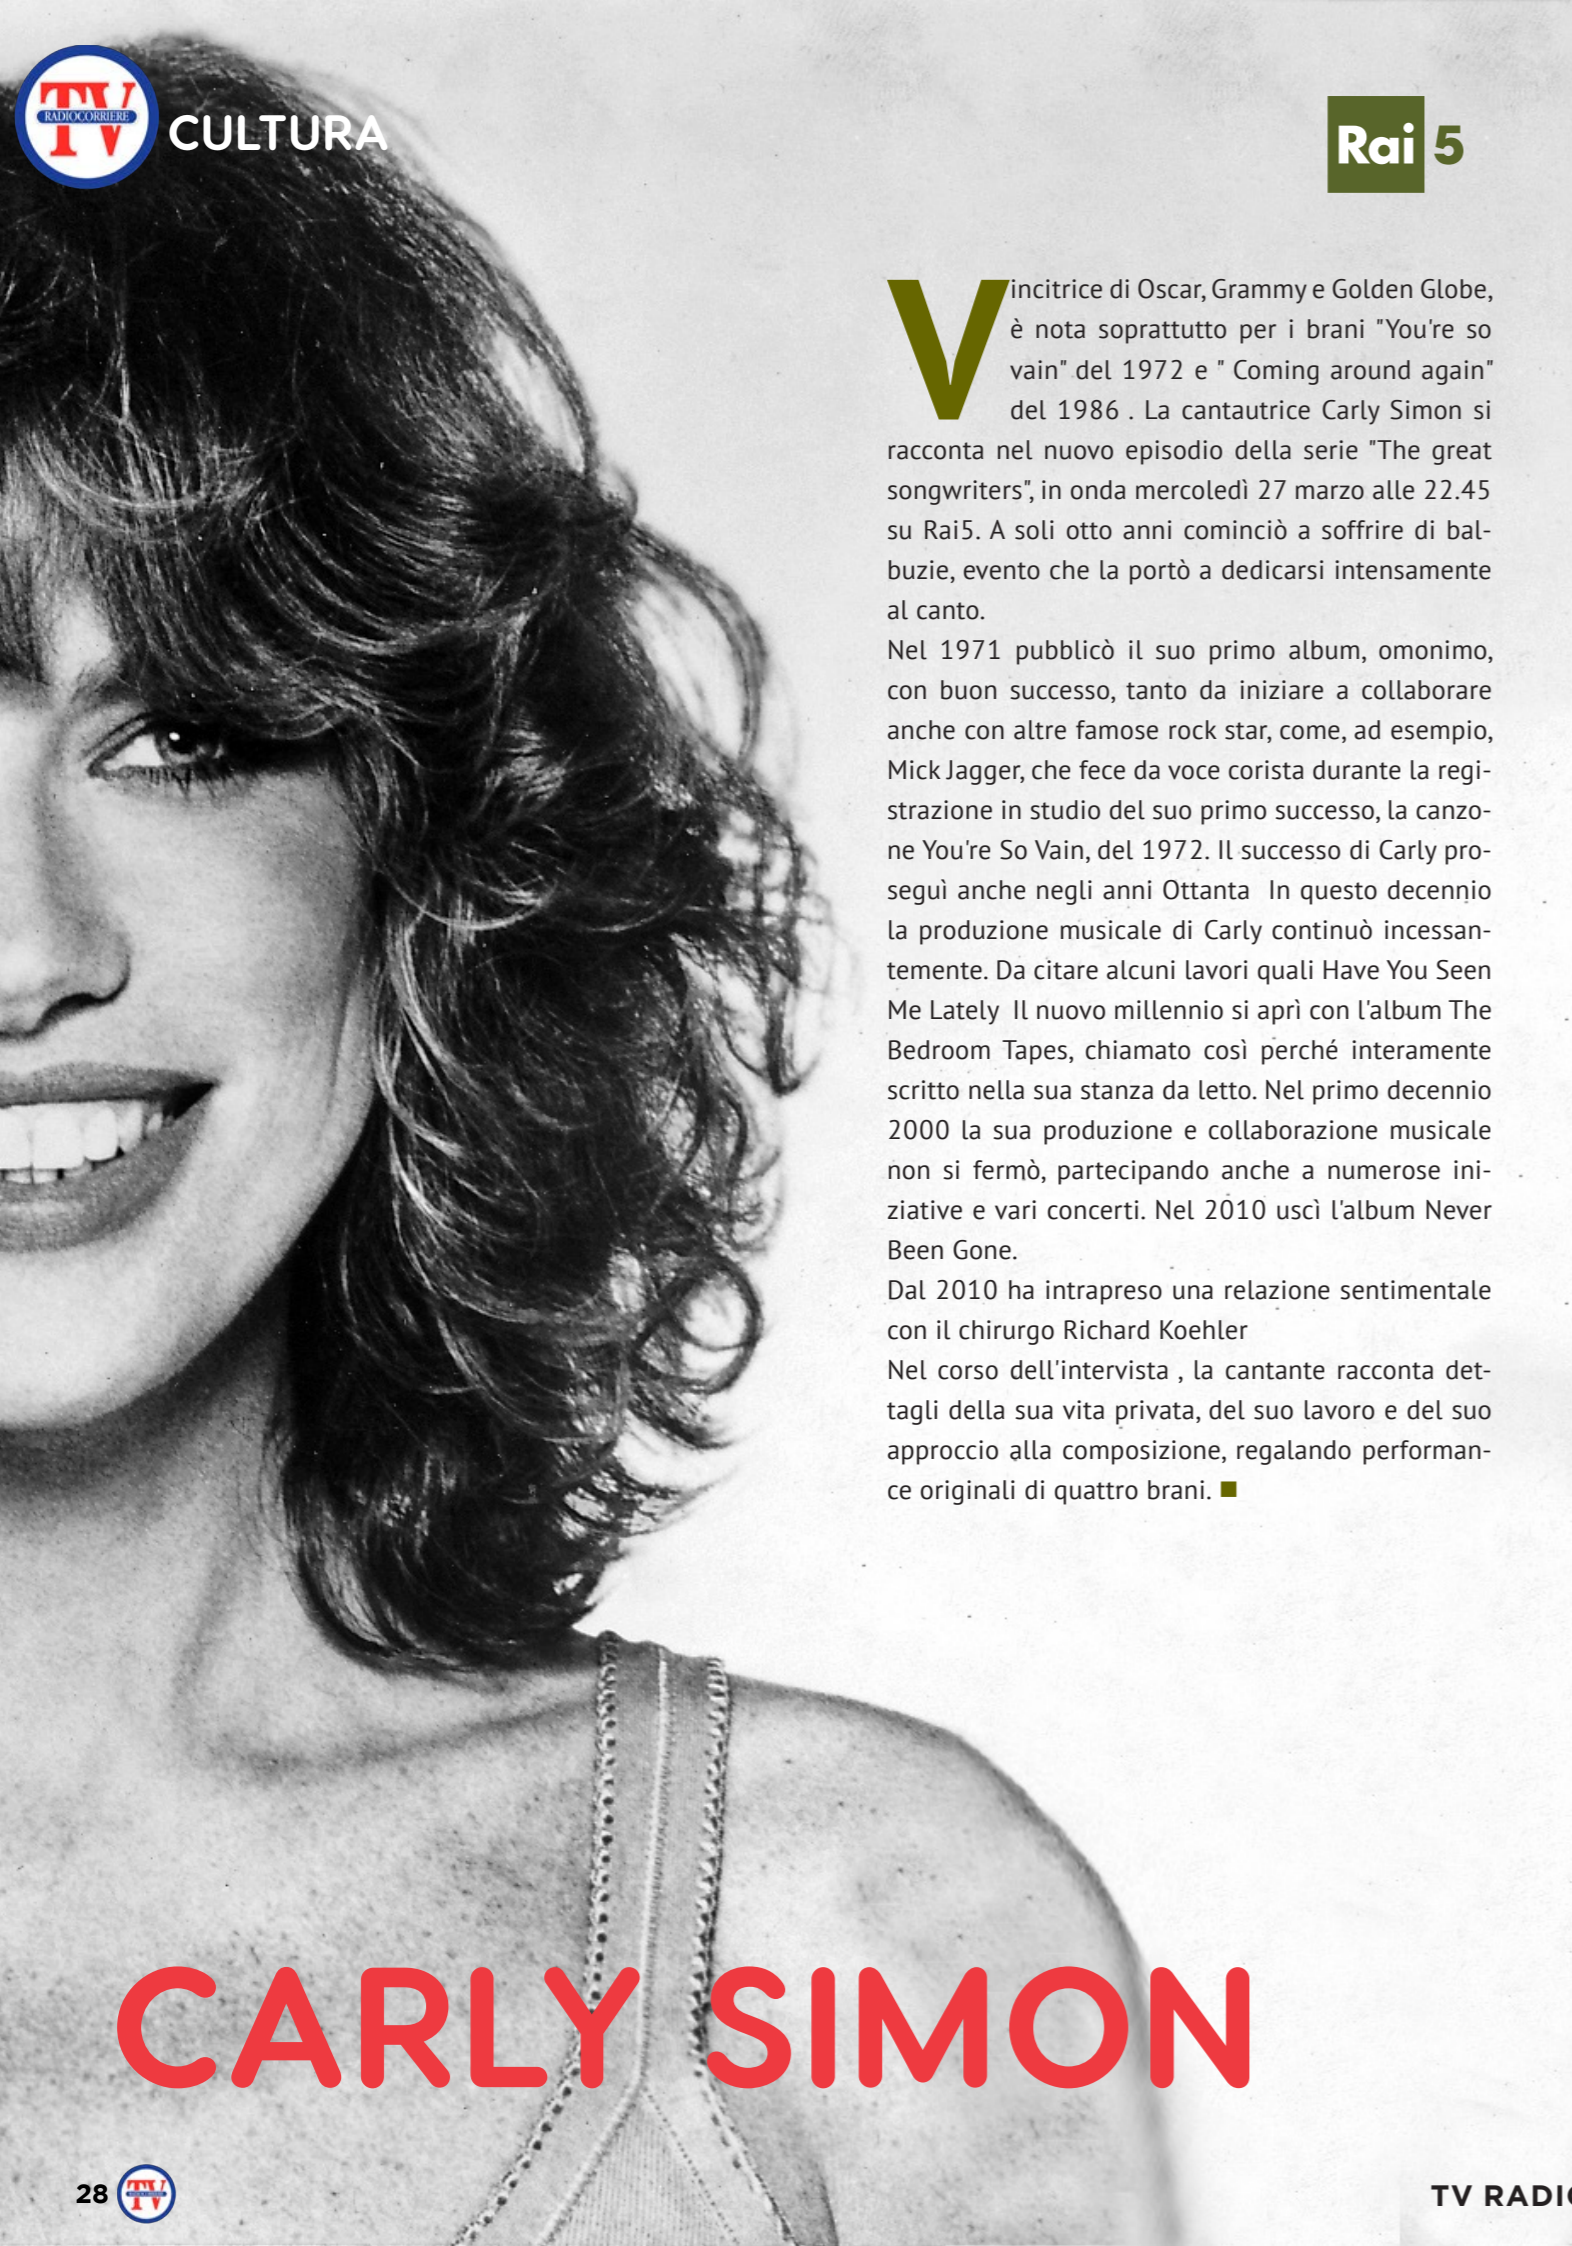 TV
RADIOCORRIERE
CULTURA
Rai 5
Vincitrice di Oscar, Grammy e Golden Globe,
è nota soprattutto per i brani "You're so
vain" del 1972 e " Coming around again"
del 1986 . La cantautrice Carly Simon si
racconta nel nuovo episodio della serie "The great
songwriters", in onda mercoledì 27 marzo alle 22.45
su Rai5. A soli otto anni cominciò a soffrire di bal-
buzie, evento che la portò a dedicarsi intensamente
al canto.
Nel 1971 pubblicò il suo primo album, omonimo,
con buon successo, tanto da iniziare a collaborare
anche con altre famose rock star, come, ad esempio,
Mick Jagger, che fece da voce corista durante la regi-
strazione in studio del suo primo successo, la canzo-
ne You're So Vain, del 1972. Il successo di Carly pro-
seguì anche negli anni Ottanta  In questo decennio
la produzione musicale di Carly continuò incessan-
temente. Da citare alcuni lavori quali Have You Seen
Me Lately  Il nuovo millennio si aprì con l'album The
Bedroom Tapes, chiamato così perché interamente
scritto nella sua stanza da letto. Nel primo decennio
2000 la sua produzione e collaborazione musicale
non si fermò, partecipando anche a numerose ini-
ziative e vari concerti. Nel 2010 uscì l'album Never
Been Gone.
Dal 2010 ha intrapreso una relazione sentimentale
con il chirurgo Richard Koehler
Nel corso dell'intervista , la cantante racconta det-
tagli della sua vita privata, del suo lavoro e del suo
approccio alla composizione, regalando performan-
ce originali di quattro brani.
CARLY SIMON
28
TV
TV RADIO